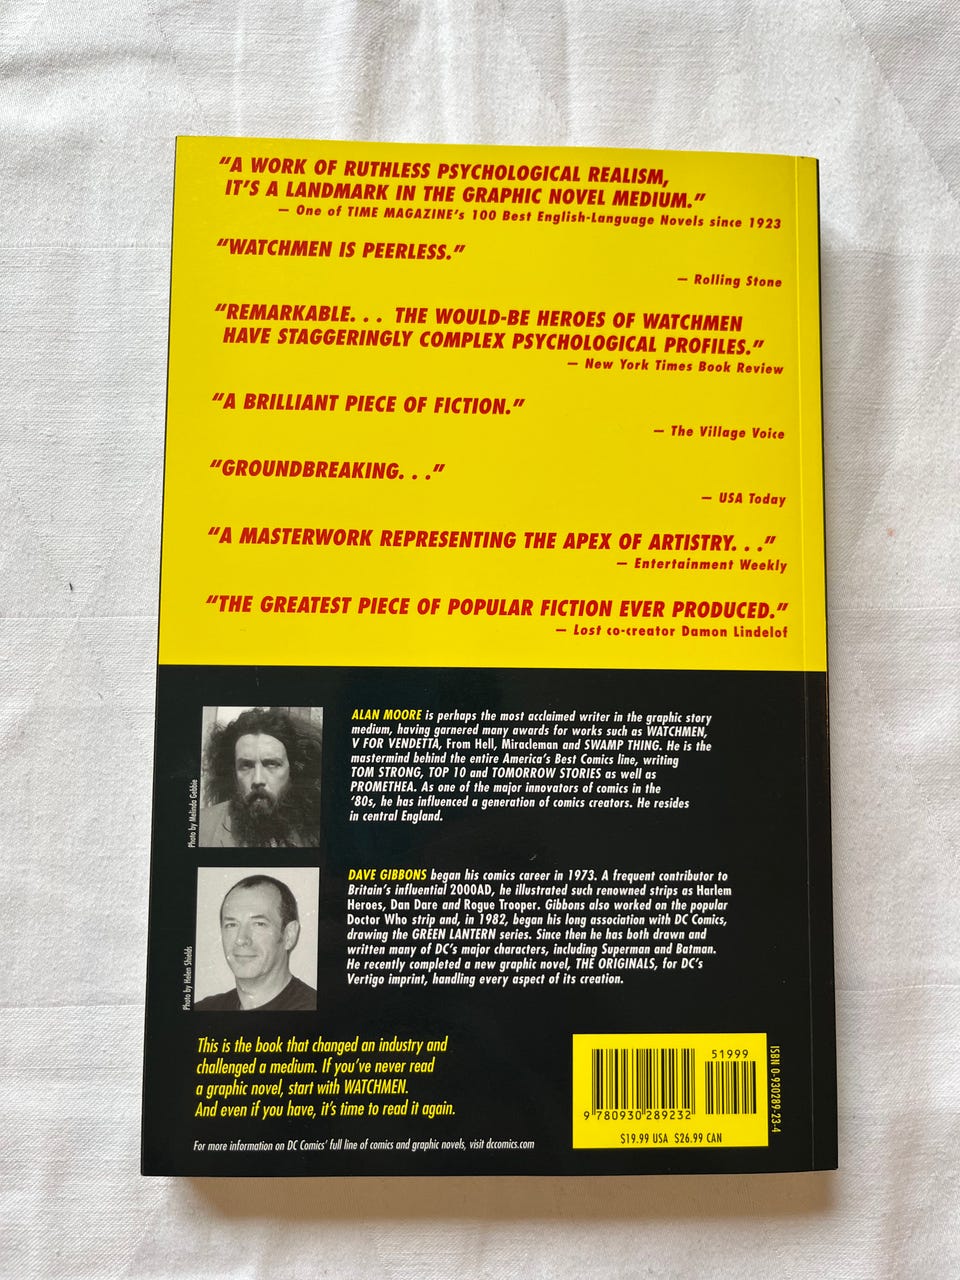 “A WORK OF RUTHLESS PSYCHOLOGICAL REALISM,
IT’S A LANDMARK IN THE GRAPHIC NOVEL MEDIUM.”
— One of TIME MAGAZINE’s 100 Best English-Language Novels since 1923
“WATCHMEN IS PEERLESS.”
— Rolling Stone
“REMARKABLE. . . THE WOULD-BE HEROES OF WATCHMEN
HAVE STAGGERINGLY COMPLEX PSYCHOLOGICAL PROFILES.”
— New York Times Book Review
“A BRILLIANT PIECE OF FICTION.”
— The Village Voice
“GROUNDBREAKING. . .”
— USA Today
“A MASTERWORK REPRESENTING THE APEX OF ARTISTRY. . .”
— Entertainment Weekly
“THE GREATEST PIECE OF POPULAR FICTION EVER PRODUCED.”
— Lost co-creator Damon Lindelof
ALAN MOORE is perhaps the most acclaimed writer in the graphic story
medium, having garnered many awards for works such as WATCHMEN,
V FOR VENDETTA, From Hell, Miracleman and SWAMP THING. He is the
mastermind behind the entire America’s Best Comics line, writing
TOM STRONG, TOP 10 and TOMORROW STORIES as well as
PROMETHEA. As one of the major innovators of comics in the
‘80s, he has influenced a generation of comics creators. He resides
in central England.
Photo by Melinda Gebbie
DAVE GIBBONS began his comics career in 1973. A frequent contributor to
Britain’s influential 2000AD, he illustrated such renowned strips as Harlem
Heroes, Dan Dare and Rogue Trooper. Gibbons also worked on the popular
Doctor Who strip and, in 1982, began his long association with DC Comics,
drawing the GREEN LANTERN series. Since then he has both drawn and
written many of DC’s major characters, including Superman and Batman.
He recently completed a new graphic novel, THE ORIGINALS, for DC’s
Vertigo imprint, handling every aspect of its creation.
Photo by Helen Shields
This is the book that changed an industry and
challenged a medium. If you’ve never read
a graphic novel, start with WATCHMEN.
And even if you have, it’s time to read it again.
For more information on DC Comics’ full line of comics and graphic novels, visit dccomics.com
51999
9 780930 289232
$19.99 USA $26.99 CAN
ISBN 0-930289-23-4